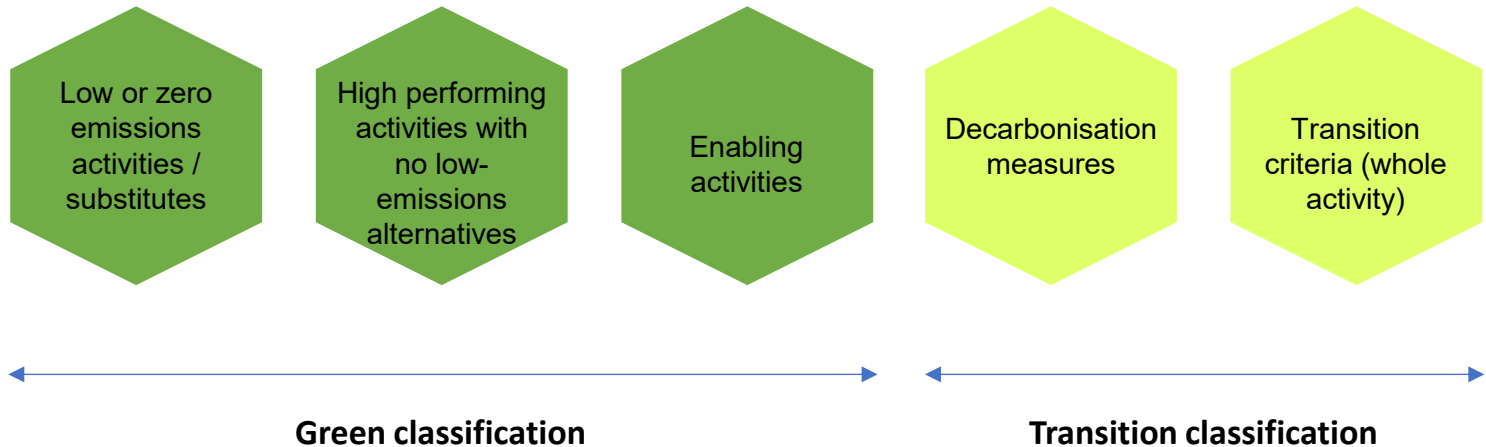 Low or zero
emissions
activities /
substitutes
High performing
activities with
no low-
emissions
alternatives
Enabling
activities
Decarbonisation
measures
Transition
criteria (whole
activity)
Green classification
Transition classification